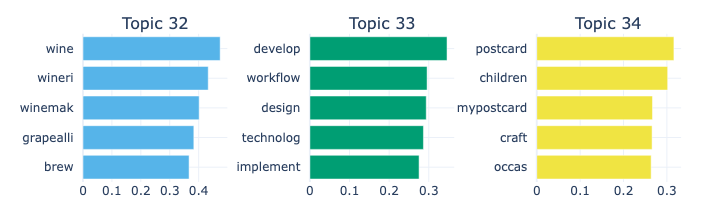 Topic 32
wine
wineri
winemak
grapealli
brew
0 0.1 0.2 0.3 0.4
Topic 33
develop
workflow
design
technolog
implement
0 0.1 0.2 0.3
Topic 34
postcard
children
mypostcard
craft
occas
0 0.1 0.2 0.3